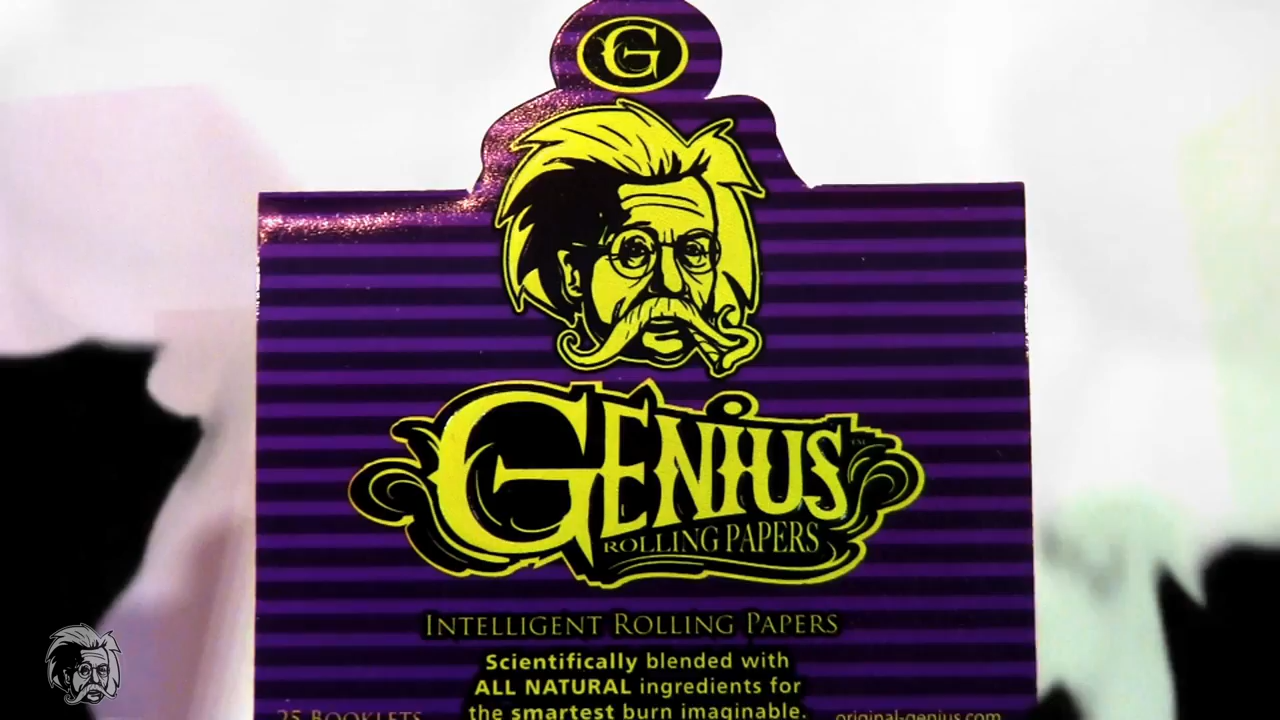 G
GENIUS
TM
ROLLING PAPERS
INTELLIGENT ROLLING PAPERS
Scientifically blended with
ALL NATURAL ingredients for
the smartest burn imaginable.
25 BOOKLETS
original-genius.com